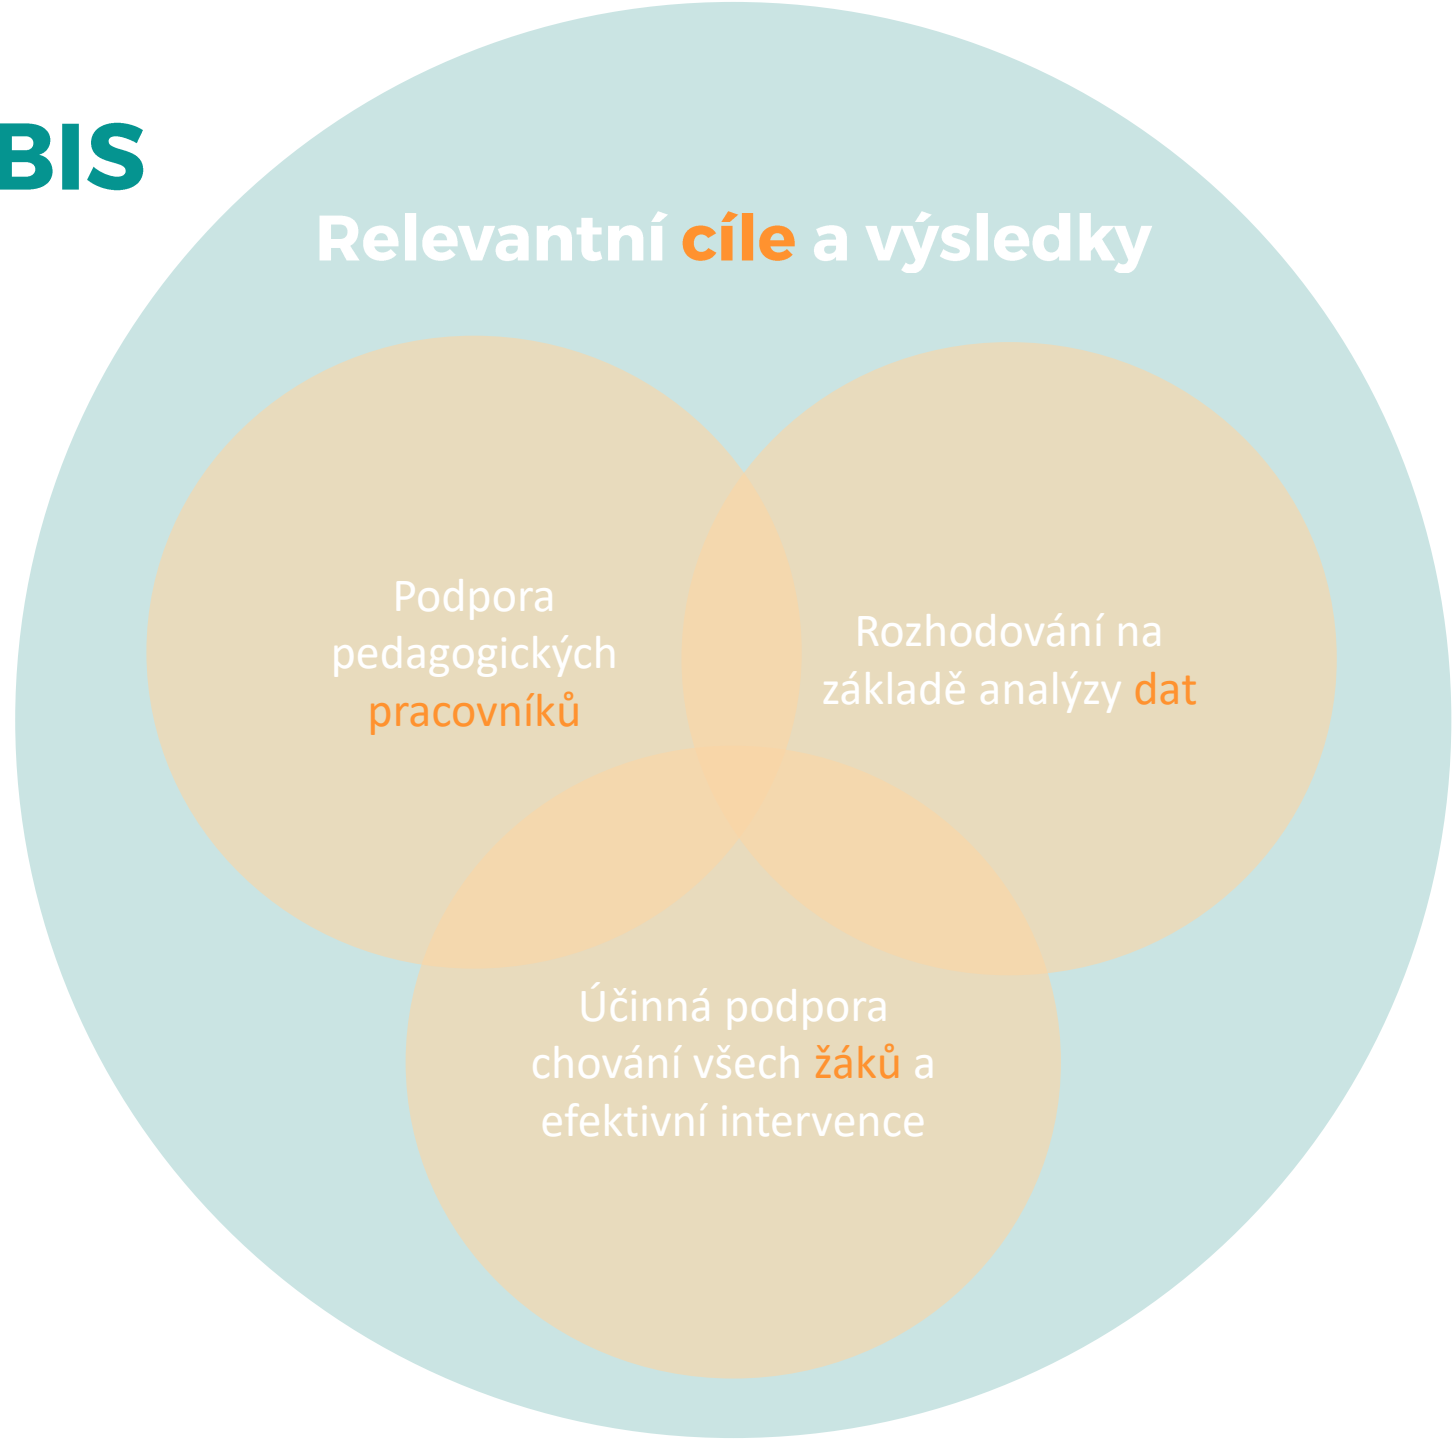 BIS
Relevantní cíle a výsledky
Podpora
pedagogických
pracovníků
Rozhodování na
základě analýzy dat
Účinná podpora
chování všech žáků a
efektivní intervence